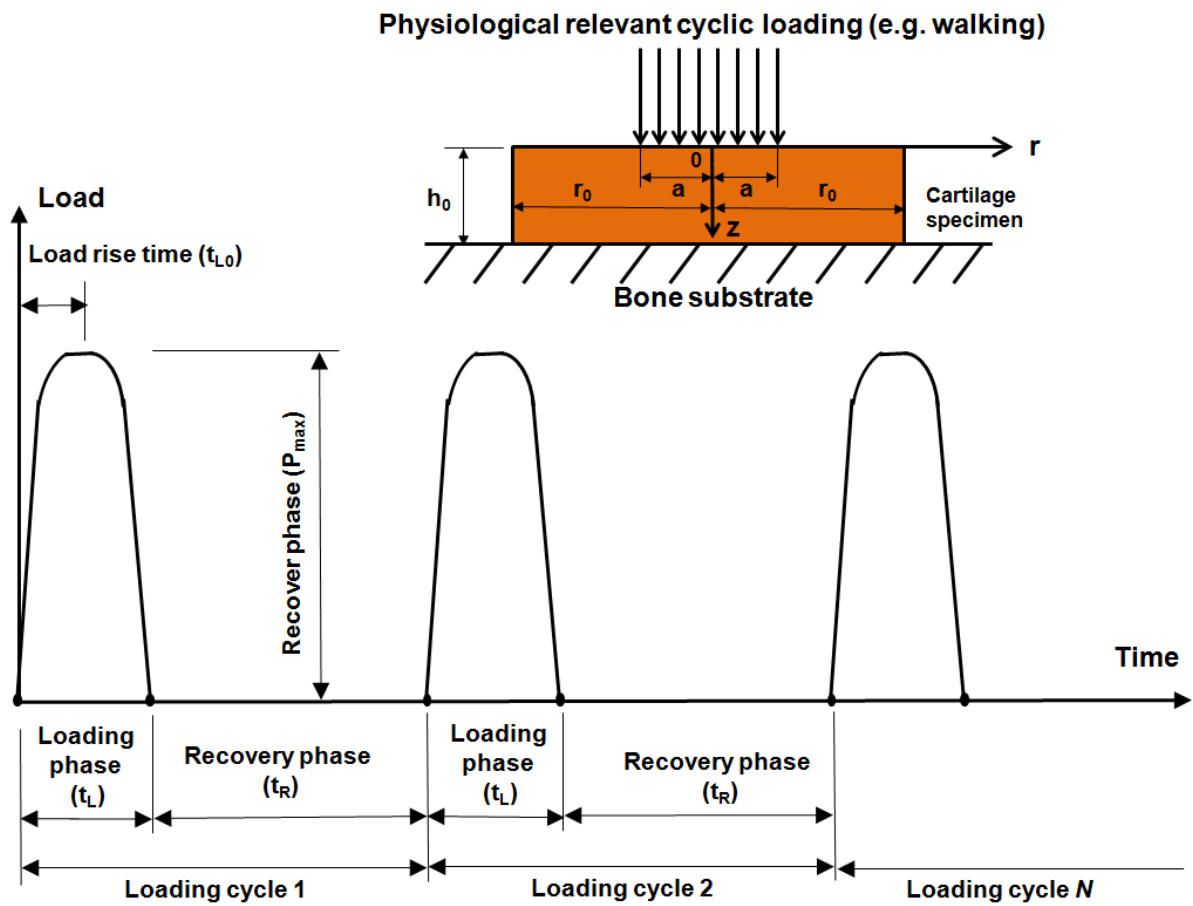 Physiological relevant cyclic loading (e.g. walking)
r
0
h0
r0
a
a
r0
Cartilage
specimen
z
Bone substrate
Load
Load rise time (tL0)
Recover phase (Pmax)
Time
Loading
phase
(tL)
Recovery phase
(tR)
Loading
phase
(tL)
Recovery phase
(tR)
Loading cycle 1
Loading cycle 2
Loading cycle N